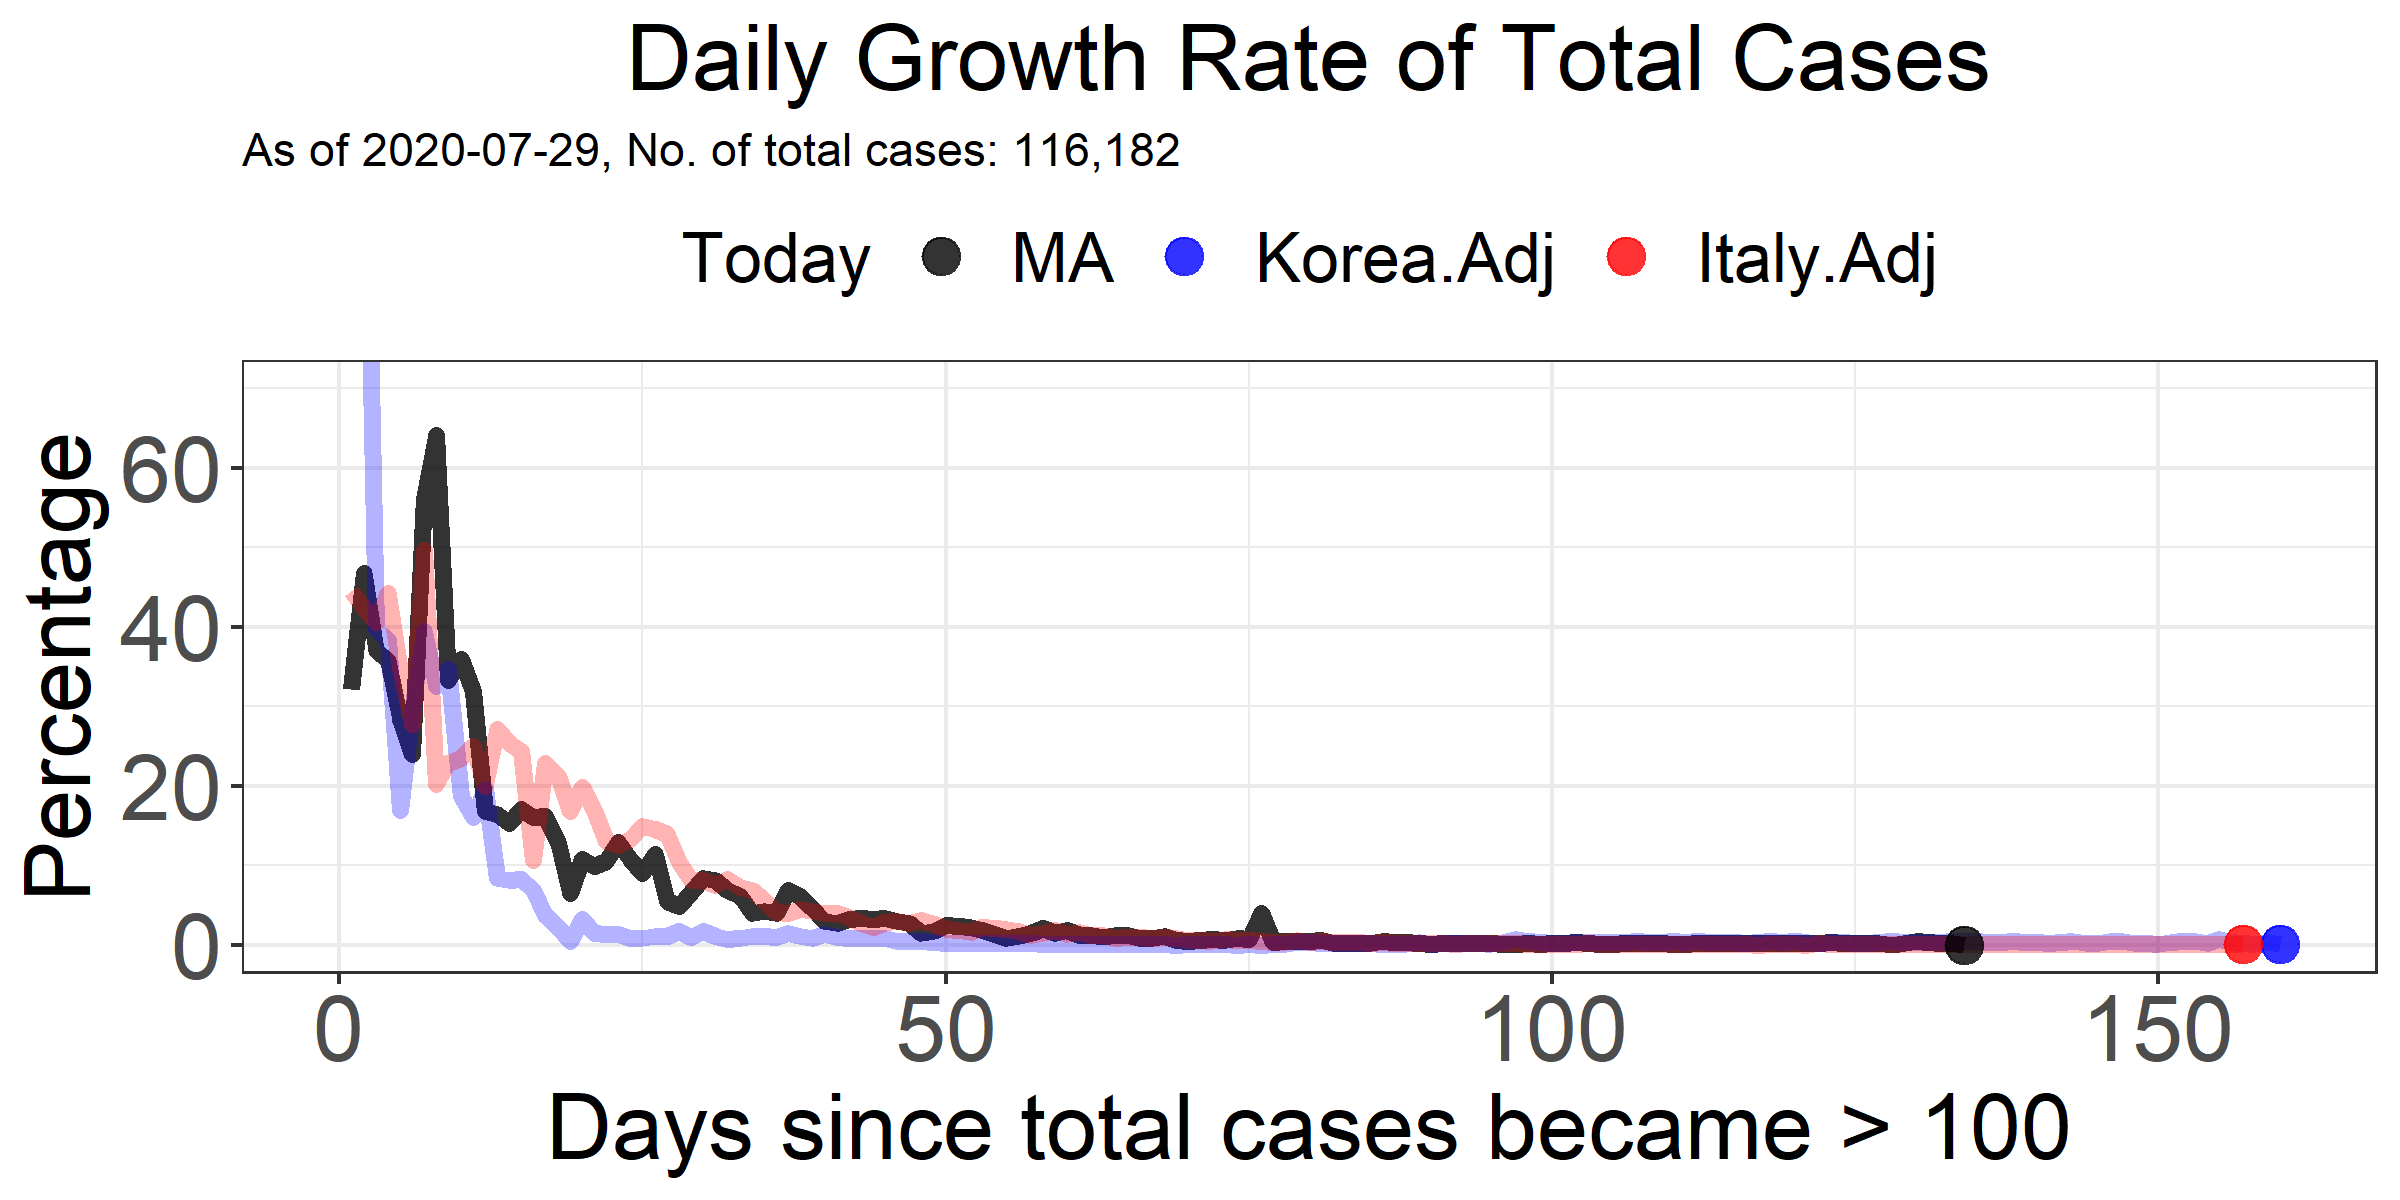 Daily Growth Rate of Total Cases
As of 2020-07-29, No. of total cases: 116,182
Today MA Korea.Adj Italy.Adj
Percentage
60
40
20
0
0 50 100 150
Days since total cases became > 100